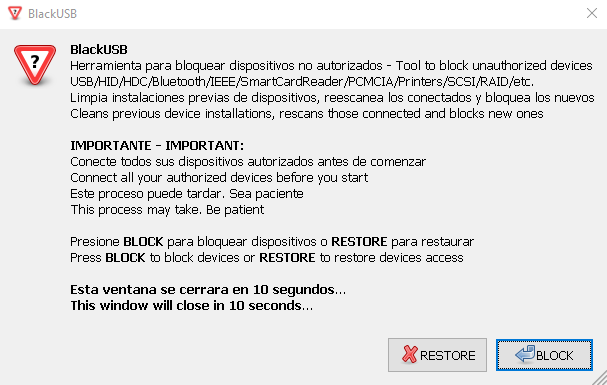 BlackUSB
BlackUSB
Herramienta para bloquear dispositivos no autorizados - Tool to block unauthorized devices
USB/HID/HDC/Bluetooth/IEEE/SmartCardReader/PCMCIA/Printers/SCSI/RAID/etc.
Limpia instalaciones previas de dispositivos, reescanea los conectados y bloquea los nuevos
Cleans previous device installations, rescans those connected and blocks new ones
IMPORTANTE - IMPORTANT:
Conecte todos sus dispositivos autorizados antes de comenzar
Connect all your authorized devices before you start
Este proceso puede tardar. Sea paciente
This process may take. Be patient
Presione BLOCK para bloquear dispositivos o RESTORE para restaurar
Press BLOCK to block devices or RESTORE to restore devices access
Esta ventana se cerrara en 10 segundos...
This window will close in 10 seconds...
RESTORE
BLOCK